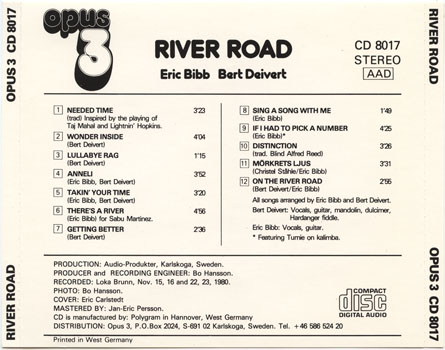 opus 3
RIVER ROAD
Eric Bibb Bert Deivert
CD 8017
STEREO
AAD
1 NEEDED TIME 3'23
(trad) Inspired by the playing of
Taj Mahal and Lightnin' Hopkins.
2 WONDER INSIDE 4'04
(Bert Deivert)
3 LULLABYE RAG 1'15
(Bert Deivert)
4 ANNELI 3'52
(Eric Bibb, Bert Deivert)
5 TAKIN' YOUR TIME 3'20
(Eric Bibb, Bert Deivert)
6 THERE'S A RIVER 4'56
(Eric Bibb) for Sabu Martinez.
7 GETTING BETTER 2'36
(Bert Deivert)
8 SING A SONG WITH ME 1'49
(Eric Bibb)
9 IF I HAD TO PICK A NUMBER 4'25
(Eric Bibb)*
10 DISTINCTION 3'26
(trad. Blind Alfred Reed)
11 MÖRKRETS LJUS 3'31
(Christel Ståhle/Eric Bibb)
12 ON THE RIVER ROAD 2'55
(Bert Deivert/Eric Bibb)
All songs arranged by Eric Bibb and Bert Deivert.
Bert Deivert: Vocals, guitar, mandolin, dulcimer,
Hardanger fiddle.
Eric Bibb: Vocals, guitar.
* Featuring Turnie on kalimba.
PRODUCTION: Audio-Produkter, Karlskoga, Sweden.
PRODUCER and RECORDING ENGINEER: Bo Hansson.
RECORDED: Loka Brunn, Nov. 15, 16 and 22, 23, 1980.
PHOTO: Bo Hansson.
COVER: Eric Carlstedt
MASTERED BY: Jan-Eric Persson.
CD is manufactured by: Polygram in Hannover, West Germany
DISTRIBUTION: Opus 3, P.O.Box 2024, S-691 02 Karlskoga, Sweden. Tel. +46 586 524 20
Printed in West Germany
COMPACT
disc
DIGITAL AUDIO
RIVER ROAD
OPUS 3 CD 8017
RIVER ROAD
OPUS 3 CD 8017